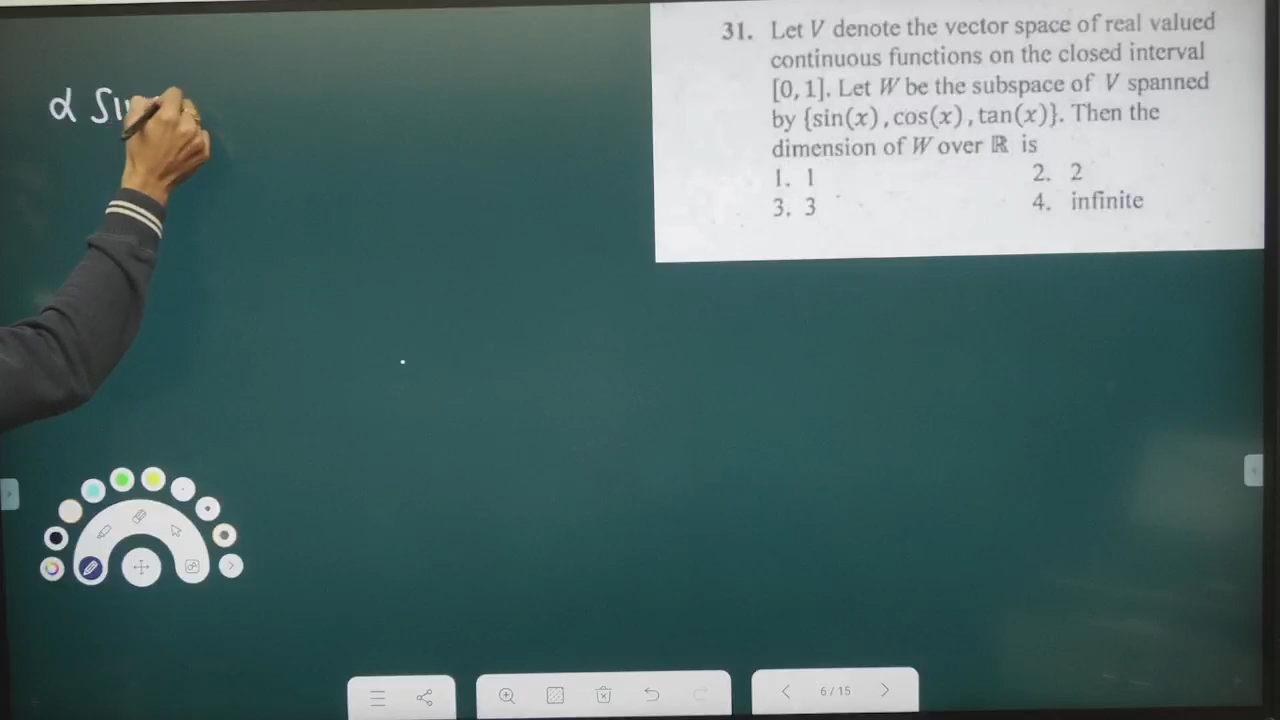 α Sin
31. Let V denote the vector space of real valued
continuous functions on the closed interval
[0, 1]. Let W be the subspace of V spanned
by {sin(x), cos(x), tan(x)}. Then the
dimension of W over ℝ is
1. 1 2. 2
3. 3 4. infinite
6 / 15